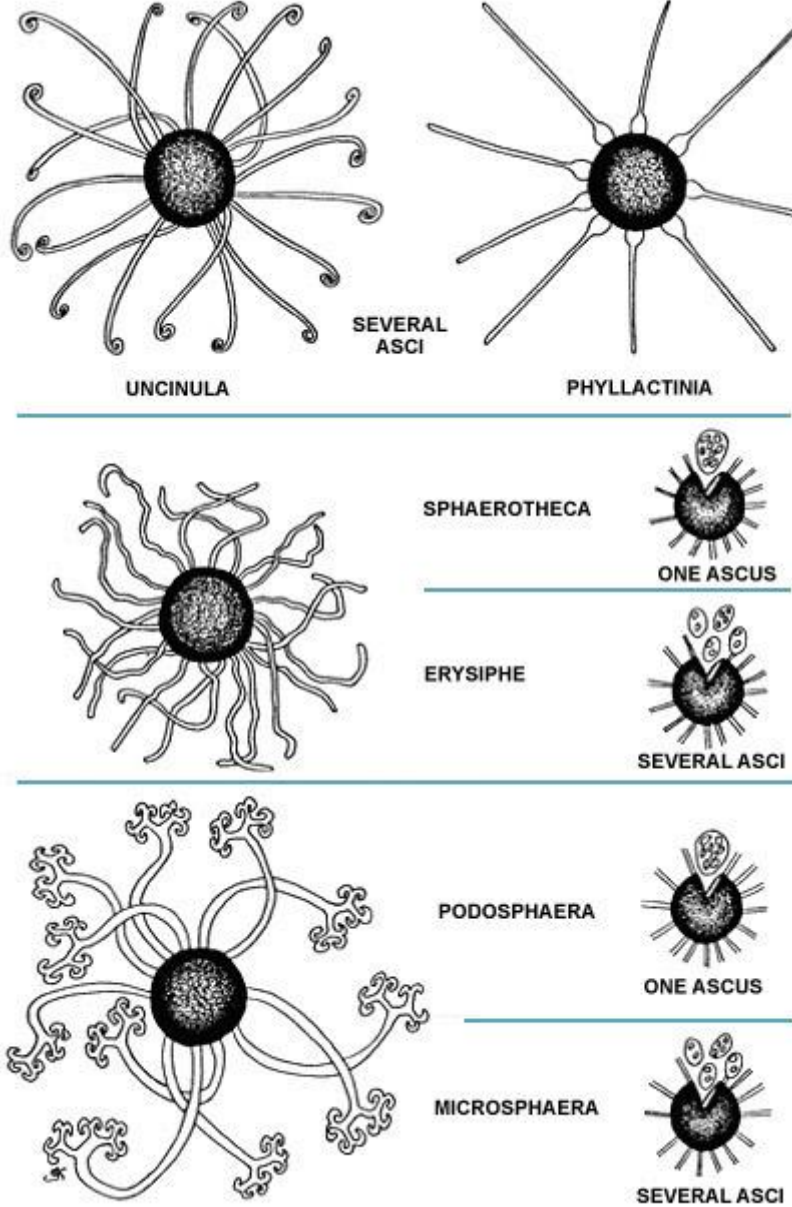 SEVERAL
ASCI
UNCINULA
PHYLLACTINIA
SPHAEROTHECA
ONE ASCUS
ERYSIPHE
SEVERAL ASCI
PODOSPHAERA
ONE ASCUS
MICROSPHAERA
SEVERAL ASCI